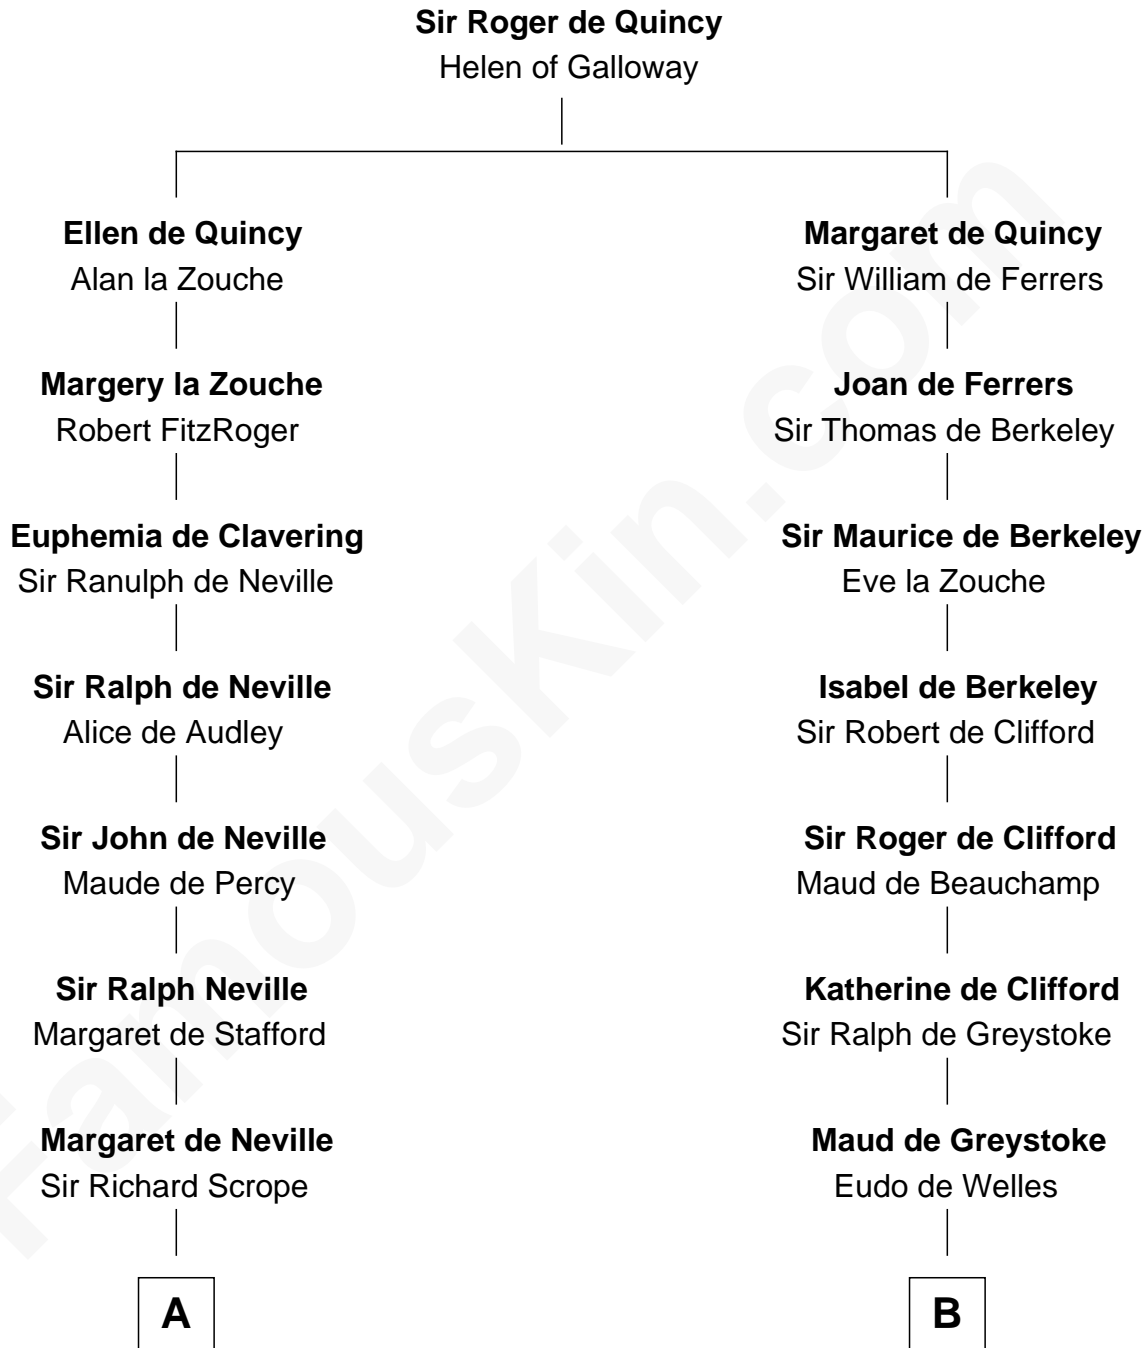 Sir Roger de Quincy
Helen of Galloway
Ellen de Quincy
Alan la Zouche
Margaret de Quincy
Sir William de Ferrers
Margery la Zouche
Robert FitzRoger
Joan de Ferrers
Sir Thomas de Berkeley
Euphemia de Clavering
Sir Ranulph de Neville
Sir Maurice de Berkeley
Eve la Zouche
Sir Ralph de Neville
Alice de Audley
Isabel de Berkeley
Sir Robert de Clifford
Sir John de Neville
Maude de Percy
Sir Roger de Clifford
Maud de Beauchamp
Sir Ralph Neville
Margaret de Stafford
Katherine de Clifford
Sir Ralph de Greystoke
Margaret de Neville
Sir Richard Scrope
Maud de Greystoke
Eudo de Welles
A
B
FamousKin.com